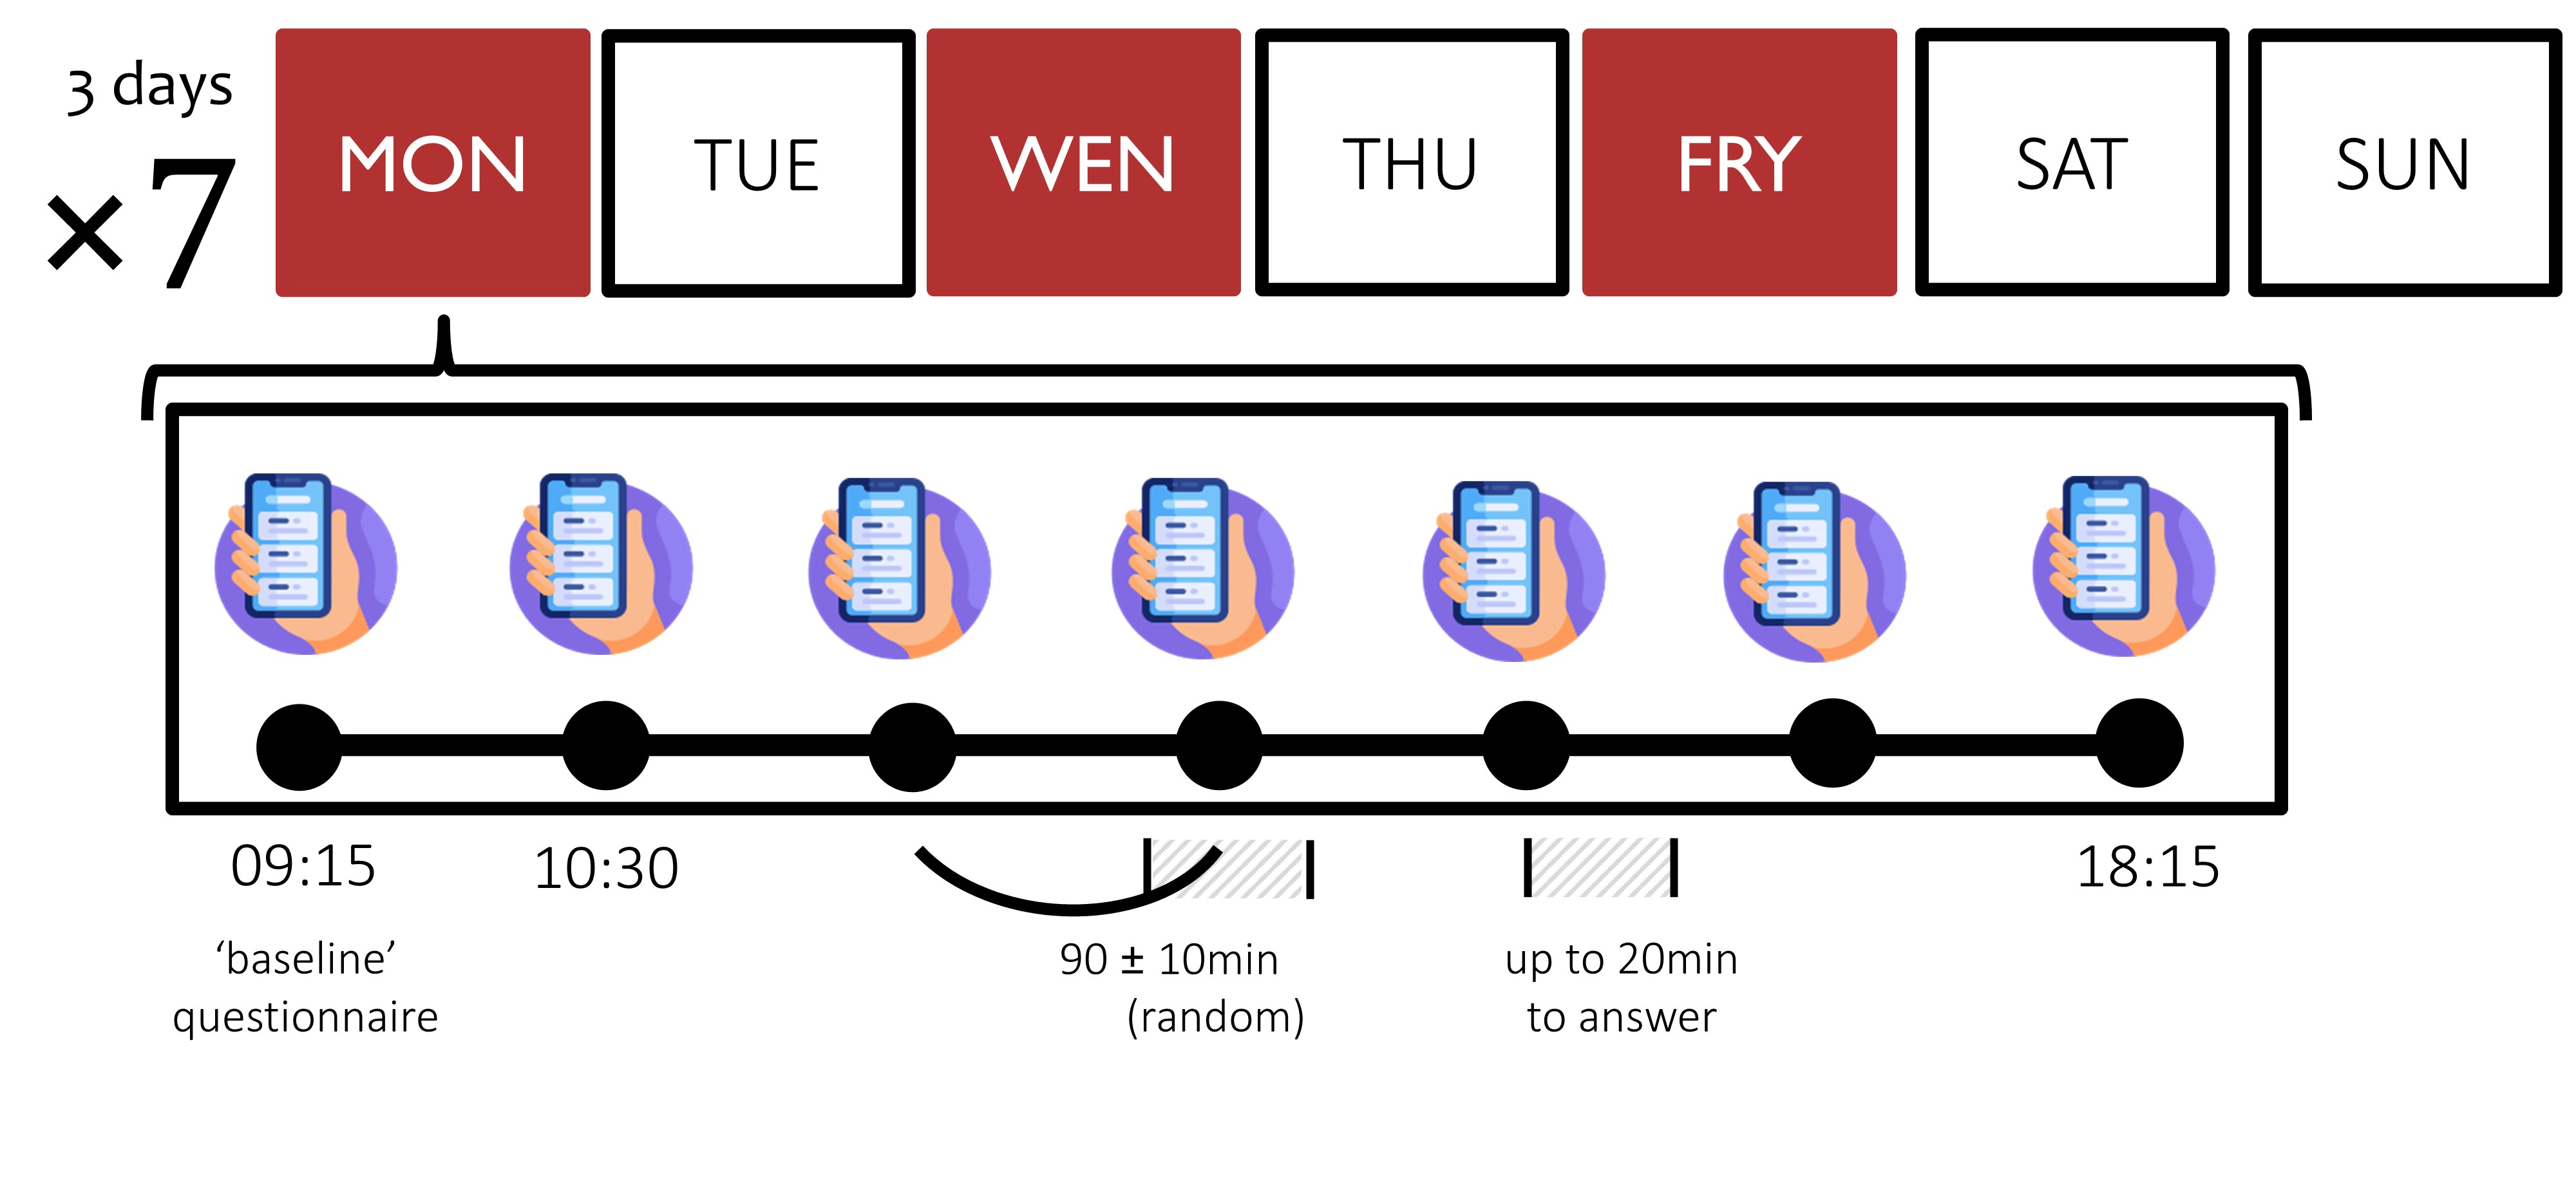 3 days
×7
MON
TUE
WEN
THU
FRY
SAT
SUN
09:15
10:30
18:15
‘baseline’
questionnaire
90 ± 10min
(random)
up to 20min
to answer